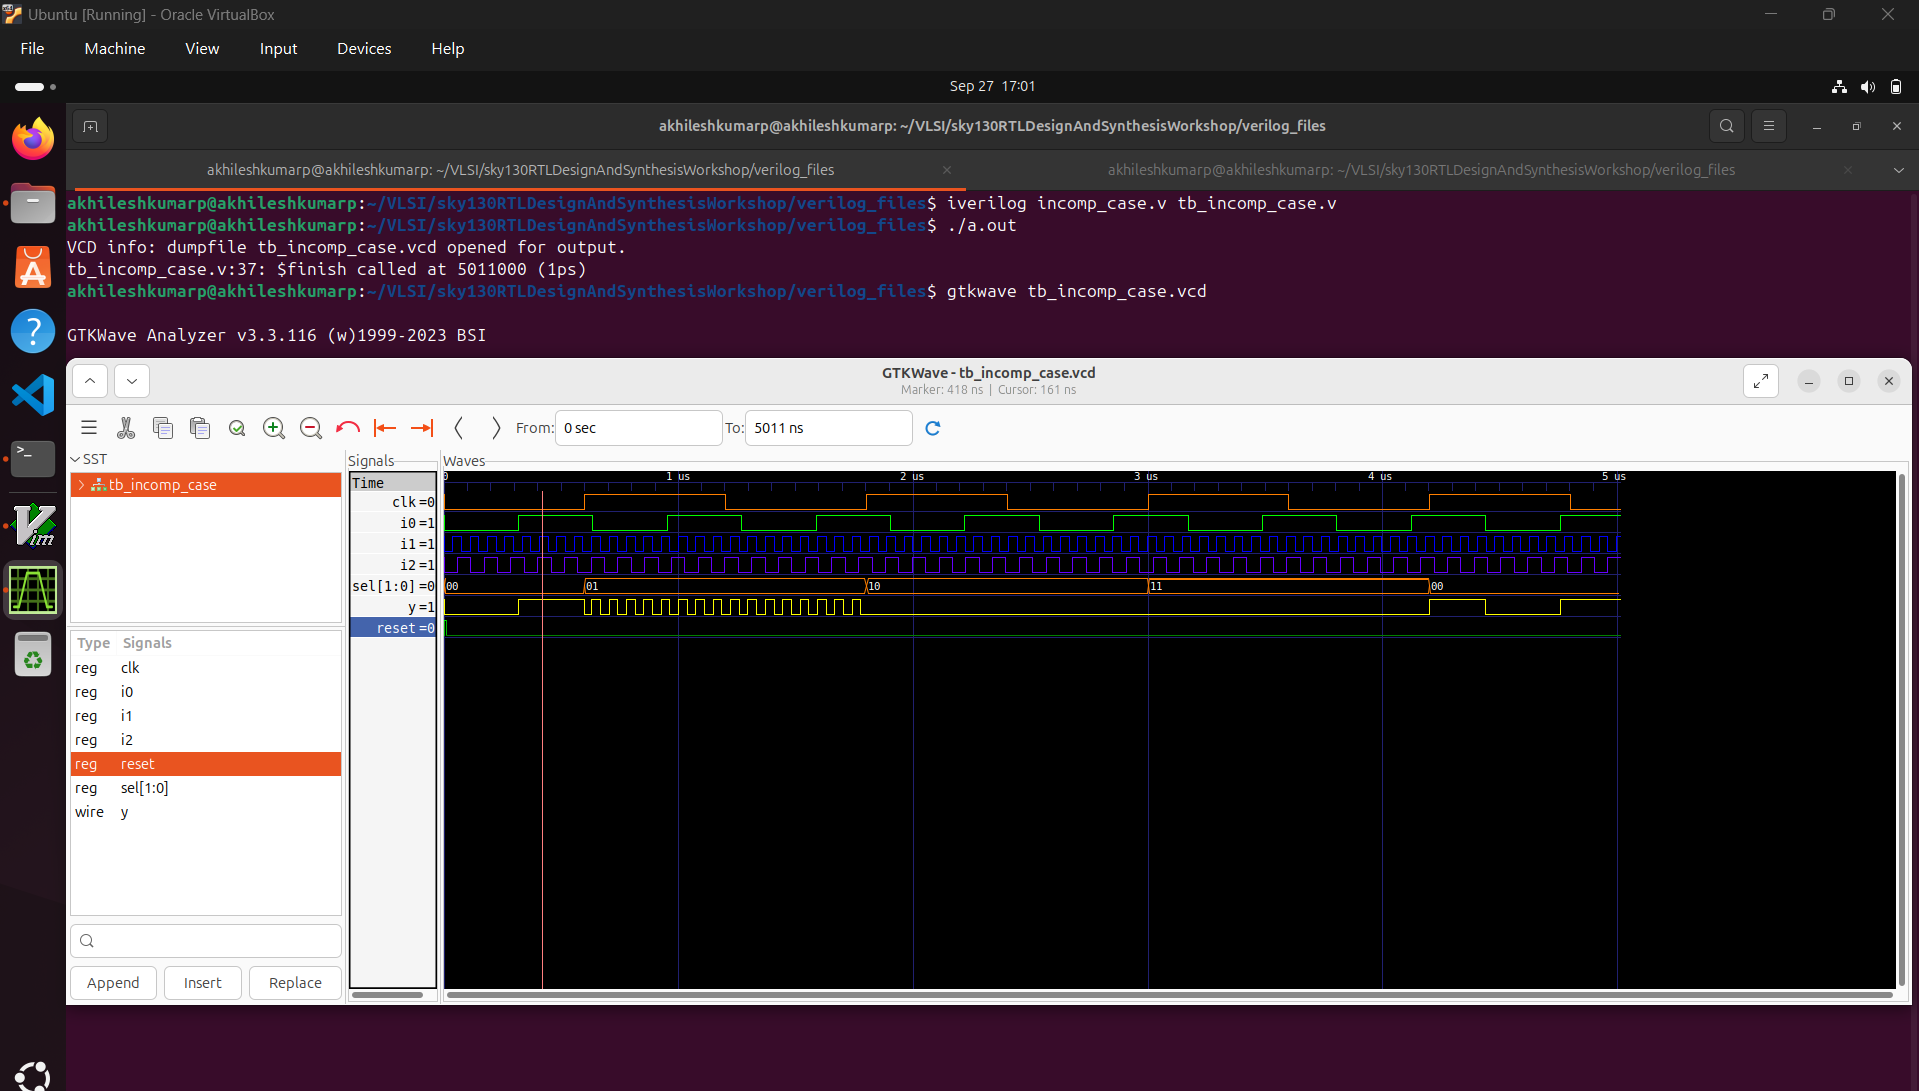 Ubuntu [Running] - Oracle VirtualBox
File Machine View Input Devices Help
Sep 27 17:01
akhileshkumarp@akhileshkumarp: ~/VLSI/sky130RTLDesignAndSynthesisWorkshop/verilog_files
akhileshkumarp@akhileshkumarp: ~/VLSI/sky130RTLDesignAndSynthesisWorkshop/verilog_files akhileshkumarp@akhileshkumarp: ~/VLSI/sky130RTLDesignAndSynthesisWorkshop/verilog_files
akhileshkumarp@akhileshkumarp:~/VLSI/sky130RTLDesignAndSynthesisWorkshop/verilog_files$ iverilog incomp_case.v tb_incomp_case.v
akhileshkumarp@akhileshkumarp:~/VLSI/sky130RTLDesignAndSynthesisWorkshop/verilog_files$ ./a.out
VCD info: dumpfile tb_incomp_case.vcd opened for output.
tb_incomp_case.v:37: $finish called at 5011000 (1ps)
akhileshkumarp@akhileshkumarp:~/VLSI/sky130RTLDesignAndSynthesisWorkshop/verilog_files$ gtkwave tb_incomp_case.vcd
GTKWave Analyzer v3.3.116 (w)1999-2023 BSI
GTKWave - tb_incomp_case.vcd
Marker: 418 ns | Cursor: 161 ns
From: 0 sec To: 5011 ns
SST
tb_incomp_case
Type Signals
reg clk
reg i0
reg i1
reg i2
reg reset
reg sel[1:0]
wire y
Append Insert Replace
Signals
Time
clk=0
i0=1
i1=1
i2=1
sel[1:0]=0
y=1
reset=0
Waves
0 1 us 2 us 3 us 4 us 5 us
00 01 10 11 00